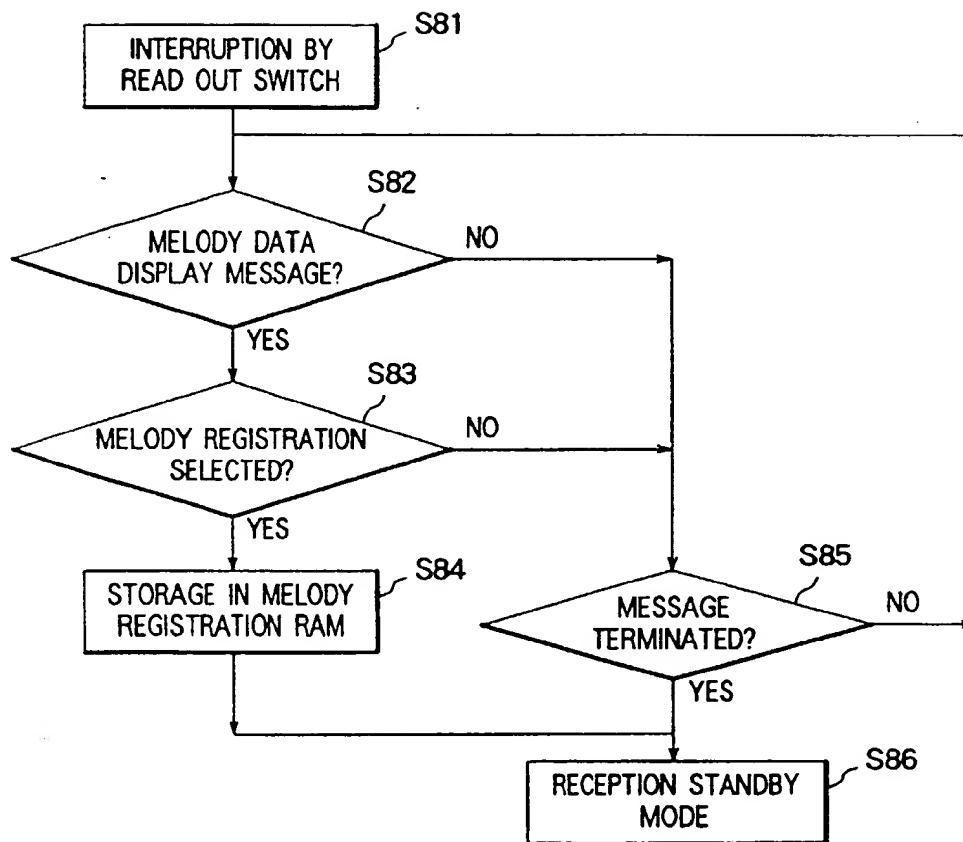 S81
INTERRUPTION BY
READ OUT SWITCH
S82
MELODY DATA
DISPLAY MESSAGE?
NO
YES
S83
MELODY REGISTRATION
SELECTED?
NO
YES
S84
STORAGE IN MELODY
REGISTRATION RAM
S85
MESSAGE
TERMINATED?
NO
YES
S86
RECEPTION STANDBY
MODE